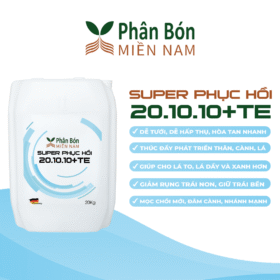 Phân Bón
MIỀN NAM
SUPER PHỤC HỒI
20.10.10+TE
DỄ TƯỚI, DỄ HẤP THỤ, HÒA TAN NHANH
THÚC ĐẨY PHÁT TRIỂN THÂN, CÀNH, LÁ
GIÚP CHO LÁ TO, LÁ DẦY VÀ XANH HƠN
GIẢM RỤNG TRÁI NON, GIỮ TRÁI BỀN
MỌC CHỒI MỚI, ĐÂM CÀNH, NHÁNH MẠNH
Phân Bón
MIỀN NAM
SUPER PHỤC HỒI
20.10.10+TE
20Kg